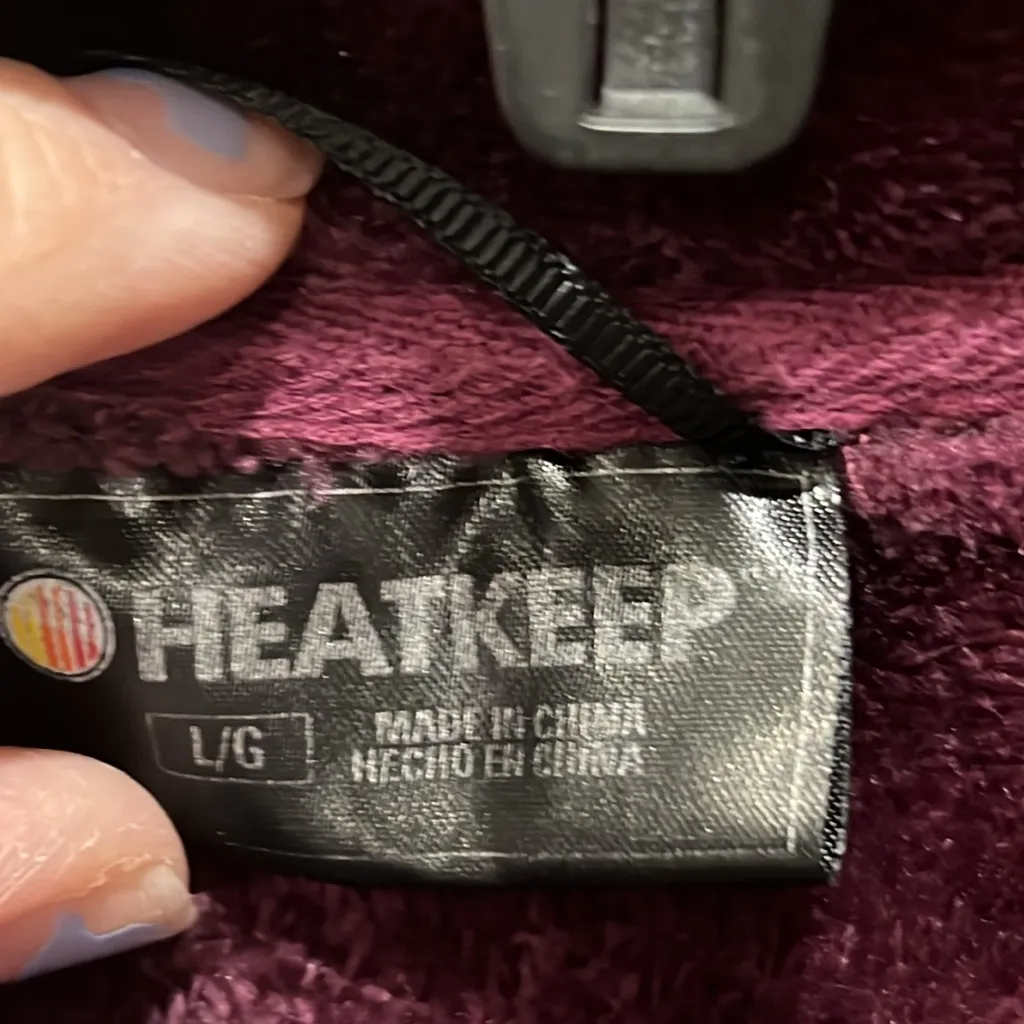 HEATKEEP
L/G
MADE IN CHINA
HECHO EN CHINA